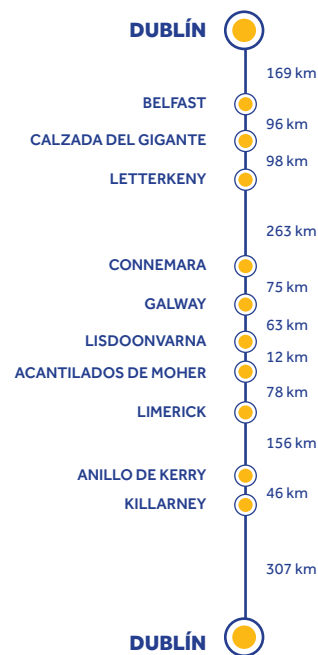 DUBLÍN
169 km
BELFAST
96 km
CALZADA DEL GIGANTE
98 km
LETTERKENY
263 km
CONNEMARA
75 km
GALWAY
63 km
LISDOONVARNA
12 km
ACANTILADOS DE MOHER
78 km
LIMERICK
156 km
ANILLO DE KERRY
46 km
KILLARNEY
307 km
DUBLÍN